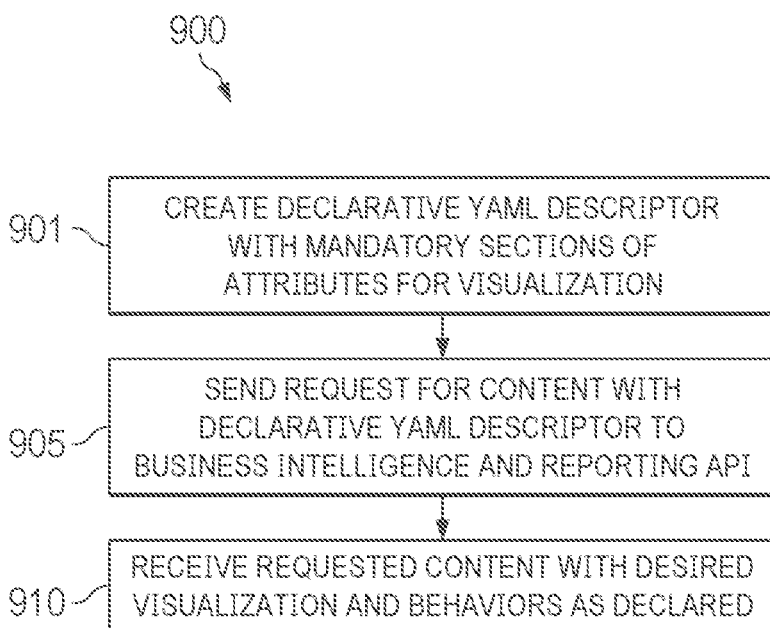 900
901
CREATE DECLARATIVE YAML DESCRIPTOR
WITH MANDATORY SECTIONS OF
ATTRIBUTES FOR VISUALIZATION
905
SEND REQUEST FOR CONTENT WITH
DECLARATIVE YAML DESCRIPTOR TO
BUSINESS INTELLIGENCE AND REPORTING API
910
RECEIVE REQUESTED CONTENT WITH DESIRED
VISUALIZATION AND BEHAVIORS AS DECLARED